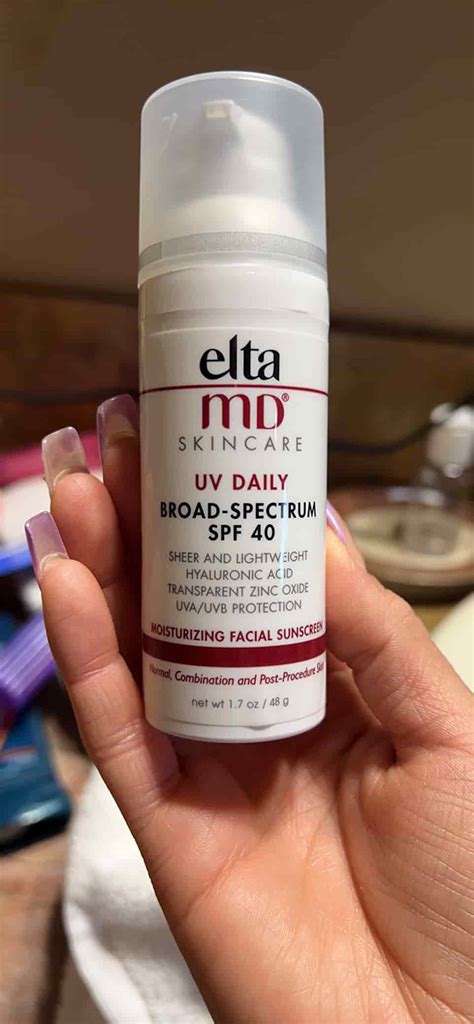 elta
MD®
SKINCARE
UV DAILY
BROAD-SPECTRUM
SPF 40
SHEER AND LIGHTWEIGHT
HYALURONIC ACID
TRANSPARENT ZINC OXIDE
UVA/UVB PROTECTION
MOISTURIZING FACIAL SUNSCREEN
Normal, Combination and Post-Procedure Skin
net wt 1.7 oz / 48 g